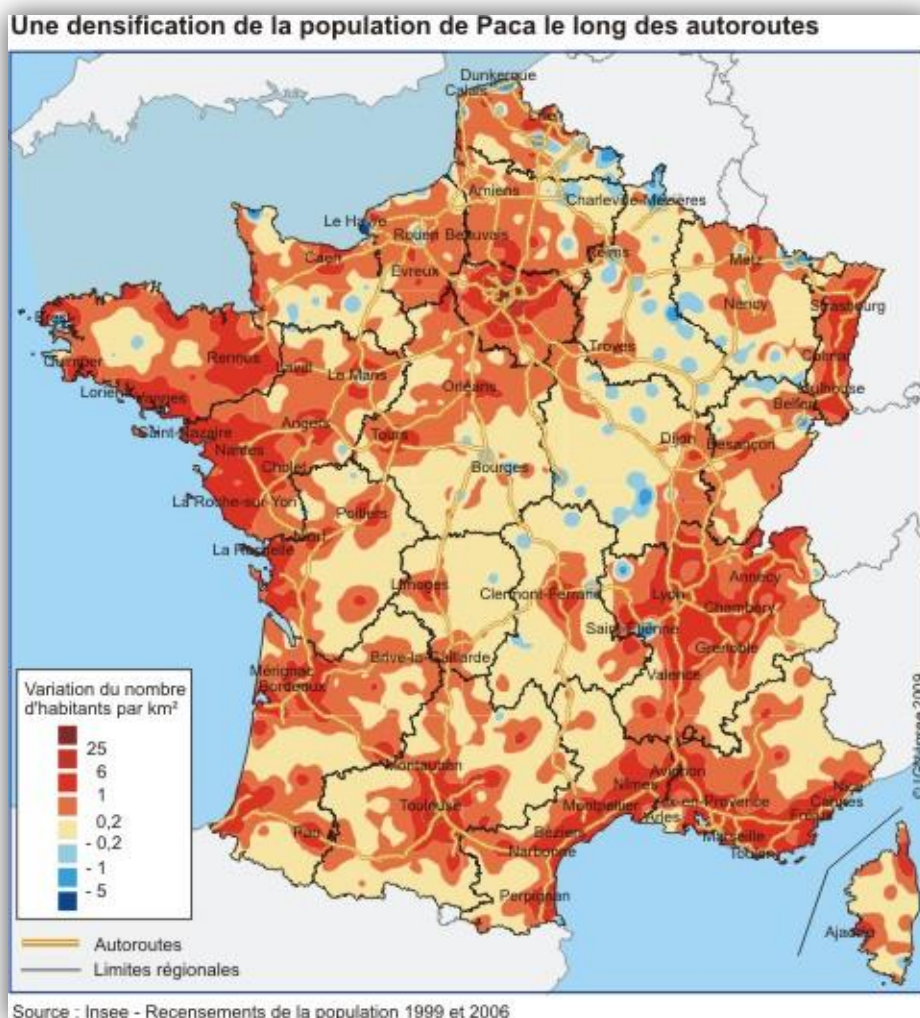 Une densification de la population de Paca le long des autoroutes
Dunkerque
Calais
Amiens
Charleville-Mézières
Le Havre
Rouen
Beauvais
Reims
Caen
Evreux
Metz
Nancy
Strasbourg
Brest
Rennes
Laval
Le Mans
Troyes
Colmar
Quimper
Lorient
Vannes
Orléans
Mulhouse
Belfort
Saint-Nazaire
Angers
Tours
Dijon
Besançon
Nantes
Cholet
Bourges
La Roche-sur-Yon
Poitiers
Niort
La Rochelle
Limoges
Clermont-Ferrand
Lyon
Annecy
Chambéry
Saint-Etienne
Grenoble
Brive-la-Gaillarde
Valence
Mérignac
Bordeaux
Montauban
Avignon
Nîmes
Nice
Toulouse
Montpellier
Aix-en-Provence
Cannes
Fréjus
Pau
Béziers
Marseille
Narbonne
Toulon
Perpignan
Ajaccio
Variation du nombre
d'habitants par km²
25
6
1
0,2
- 0,2
- 1
- 5
Autoroutes
Limites régionales
Source : Insee - Recensements de la population 1999 et 2006